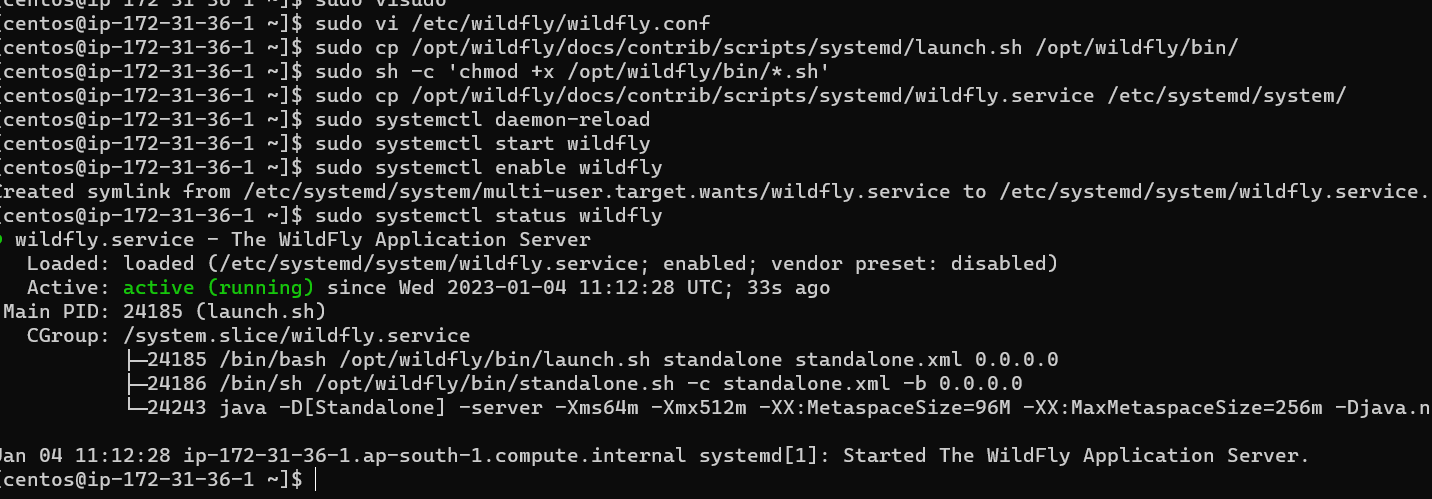 [centos@ip-172-31-36-1 ~]$ sudo visudo
[centos@ip-172-31-36-1 ~]$ sudo vi /etc/wildfly/wildfly.conf
[centos@ip-172-31-36-1 ~]$ sudo cp /opt/wildfly/docs/contrib/scripts/systemd/launch.sh /opt/wildfly/bin/
[centos@ip-172-31-36-1 ~]$ sudo sh -c 'chmod +x /opt/wildfly/bin/*.sh'
[centos@ip-172-31-36-1 ~]$ sudo cp /opt/wildfly/docs/contrib/scripts/systemd/wildfly.service /etc/systemd/system/
[centos@ip-172-31-36-1 ~]$ sudo systemctl daemon-reload
[centos@ip-172-31-36-1 ~]$ sudo systemctl start wildfly
[centos@ip-172-31-36-1 ~]$ sudo systemctl enable wildfly
Created symlink from /etc/systemd/system/multi-user.target.wants/wildfly.service to /etc/systemd/system/wildfly.service.
[centos@ip-172-31-36-1 ~]$ sudo systemctl status wildfly
● wildfly.service - The WildFly Application Server
Loaded: loaded (/etc/systemd/system/wildfly.service; enabled; vendor preset: disabled)
Active: active (running) since Wed 2023-01-04 11:12:28 UTC; 33s ago
Main PID: 24185 (launch.sh)
CGroup: /system.slice/wildfly.service
├─24185 /bin/bash /opt/wildfly/bin/launch.sh standalone standalone.xml 0.0.0.0
├─24186 /bin/sh /opt/wildfly/bin/standalone.sh -c standalone.xml -b 0.0.0.0
└─24243 java -D[Standalone] -server -Xms64m -Xmx512m -XX:MetaspaceSize=96M -XX:MaxMetaspaceSize=256m -Djava.n
Jan 04 11:12:28 ip-172-31-36-1.ap-south-1.compute.internal systemd[1]: Started The WildFly Application Server.
[centos@ip-172-31-36-1 ~]$